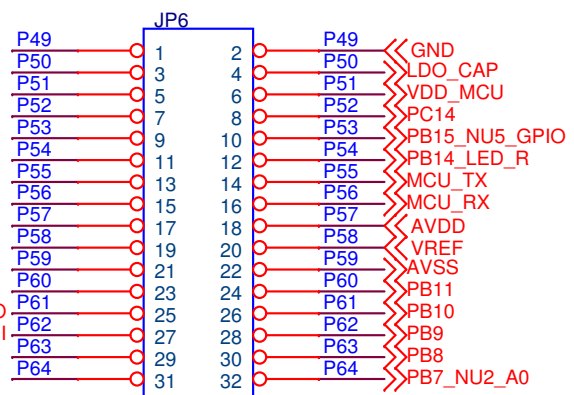 JP6
P49 1 2 P49 GND
P50 3 4 P50 LDO_CAP
P51 5 6 P51 VDD_MCU
P52 7 8 P52 PC14
P53 9 10 P53 PB15_NU5_GPIO
P54 11 12 P54 PB14_LED_R
P55 13 14 P55 MCU_TX
P56 15 16 P56 MCU_RX
P57 17 18 P57 AVDD
P58 19 20 P58 VREF
P59 21 22 P59 AVSS
P60 23 24 P60 PB11
P61 25 26 P61 PB10
P62 27 28 P62 PB9
P63 29 30 P63 PB8
P64 31 32 P64 PB7_NU2_A0